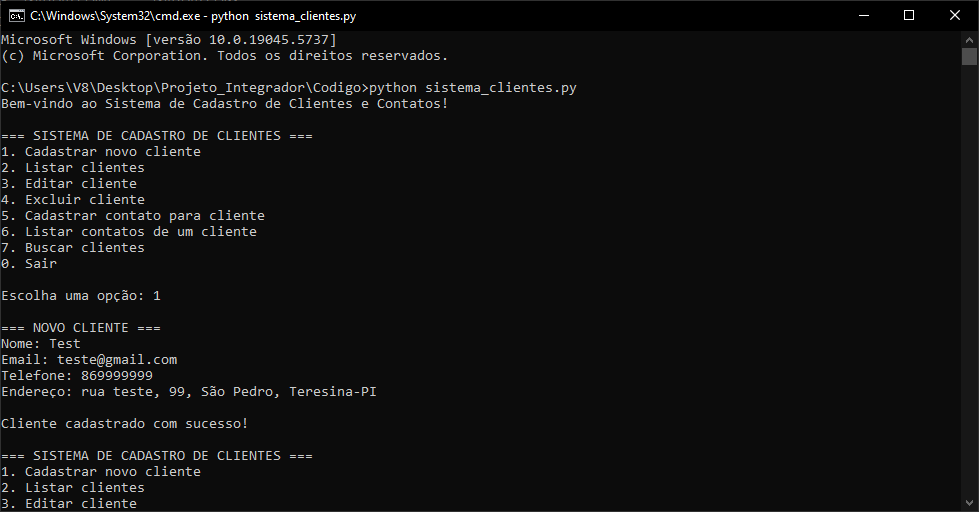 C:\Windows\System32\cmd.exe - python  sistema_clientes.py
Microsoft Windows [versão 10.0.19045.5737]
(c) Microsoft Corporation. Todos os direitos reservados.
C:\Users\V8\Desktop\Projeto_Integrador\Codigo>python sistema_clientes.py
Bem-vindo ao Sistema de Cadastro de Clientes e Contatos!
=== SISTEMA DE CADASTRO DE CLIENTES ===
1. Cadastrar novo cliente
2. Listar clientes
3. Editar cliente
4. Excluir cliente
5. Cadastrar contato para cliente
6. Listar contatos de um cliente
7. Buscar clientes
0. Sair
Escolha uma opção: 1
=== NOVO CLIENTE ===
Nome: Test
Email: teste@gmail.com
Telefone: 869999999
Endereço: rua teste, 99, São Pedro, Teresina-PI
Cliente cadastrado com sucesso!
=== SISTEMA DE CADASTRO DE CLIENTES ===
1. Cadastrar novo cliente
2. Listar clientes
3. Editar cliente